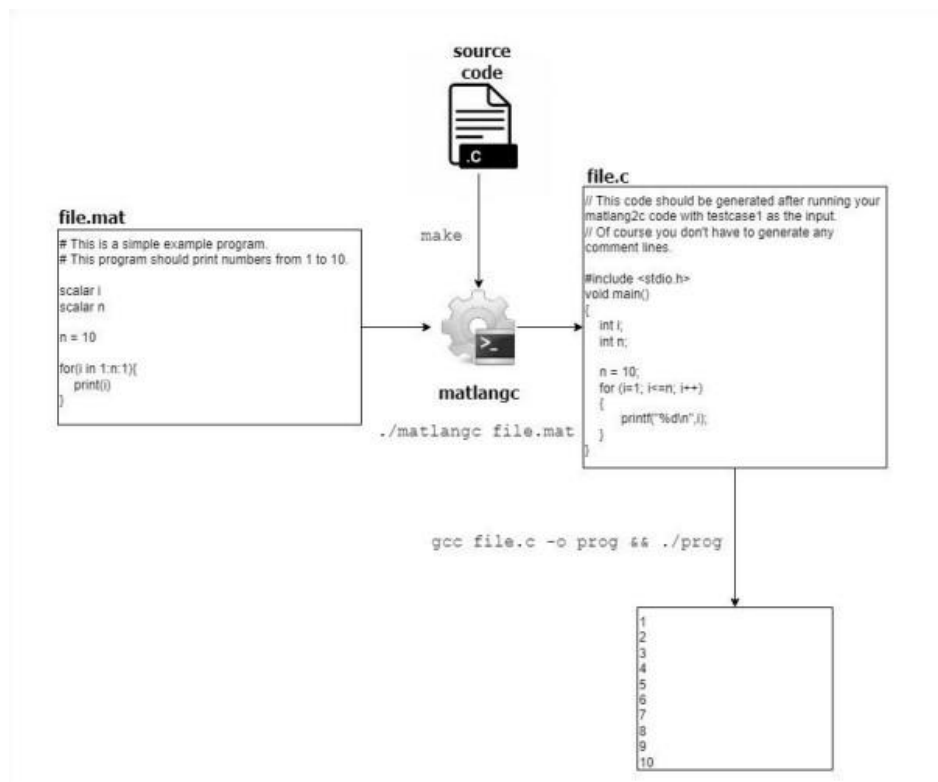 source
code
.C
make
file.mat
# This is a simple example program.
# This program should print numbers from 1 to 10.
scalar i
scalar n
n = 10
for(i in 1:n:1){
print(i)
}
>_
matlangc
./matlangc file.mat
file.c
// This code should be generated after running your
matlang2c code with testcase1 as the input.
// Of course you don't have to generate any
comment lines.
#include <stdio.h>
void main()
{
int i;
int n;
n = 10;
for (i=1; i<=n; i++)
{
printf("%d\n",i);
}
}
gcc file.c -o prog && ./prog
1
2
3
4
5
6
7
8
9
10